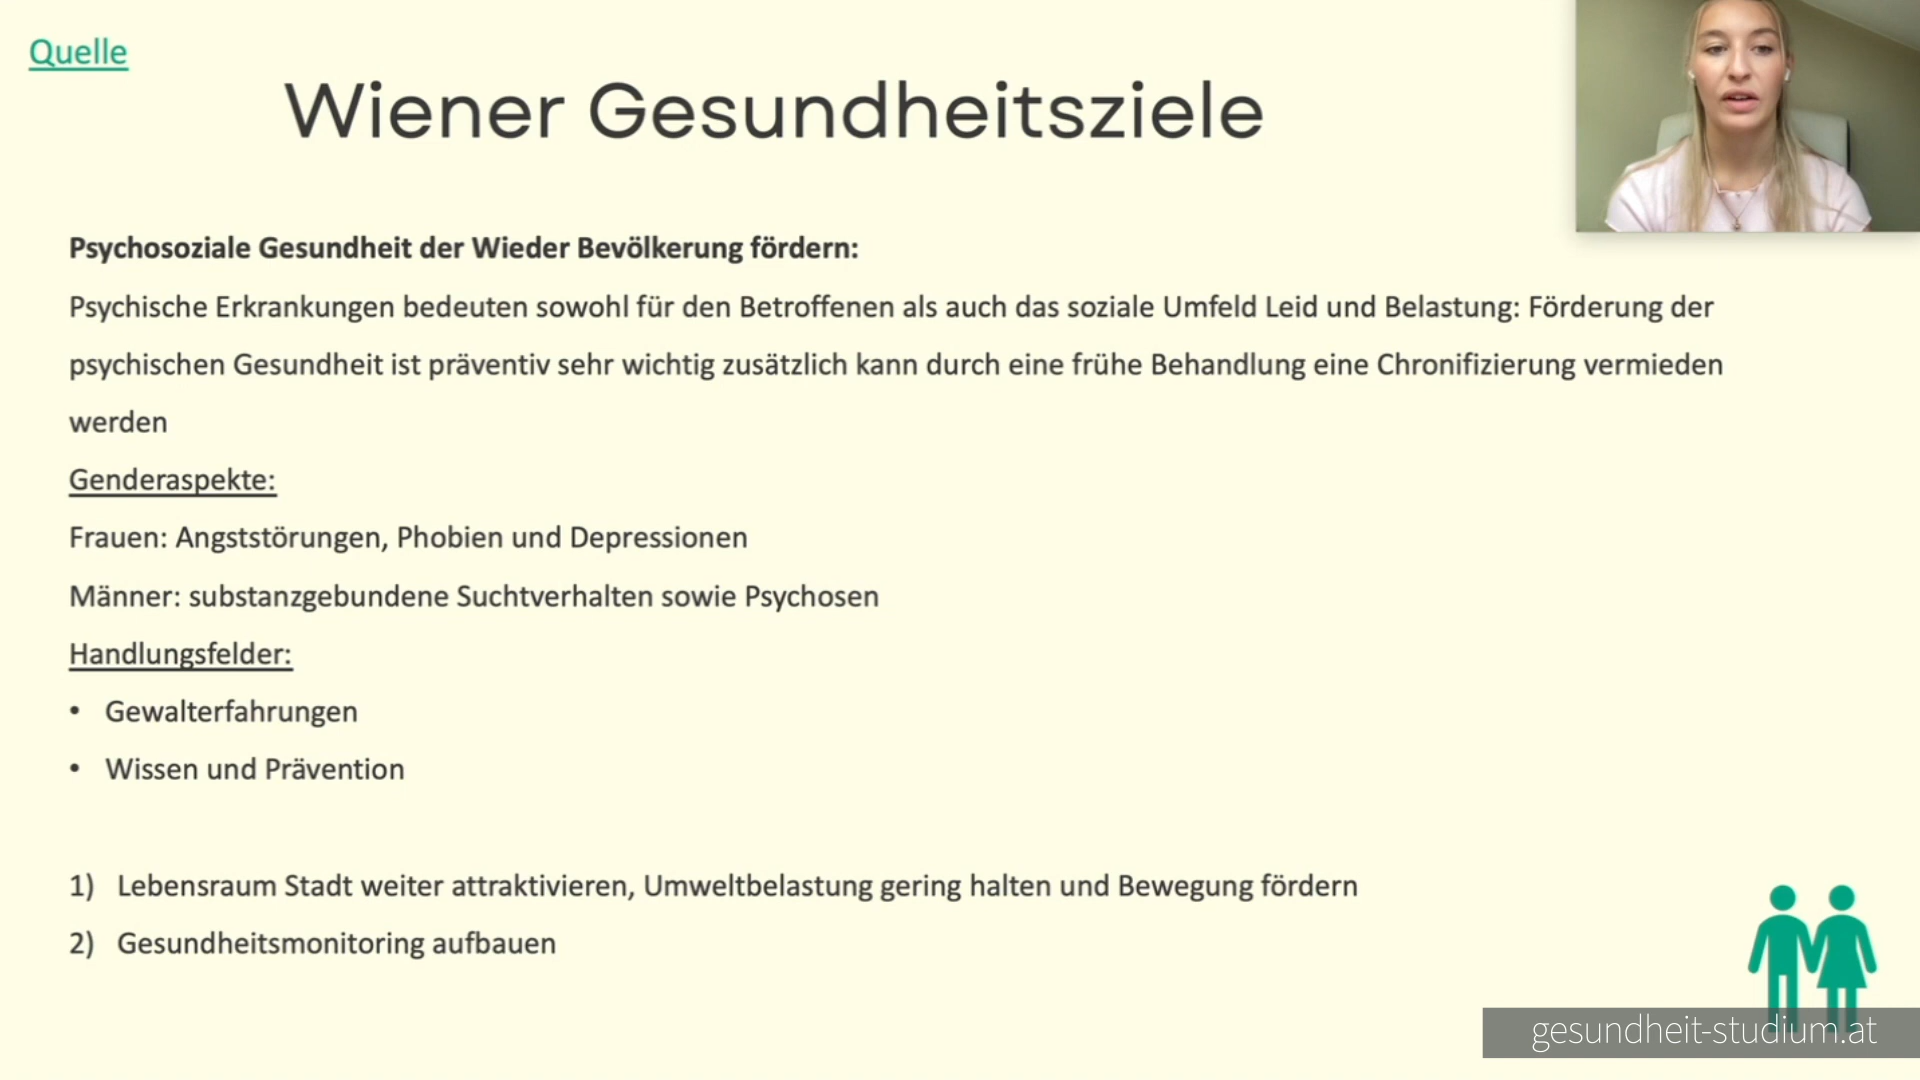 Quelle
Wiener Gesundheitsziele
Psychosoziale Gesundheit der Wieder Bevölkerung fördern:
Psychische Erkrankungen bedeuten sowohl für den Betroffenen als auch das soziale Umfeld Leid und Belastung: Förderung der
psychischen Gesundheit ist präventiv sehr wichtig zusätzlich kann durch eine frühe Behandlung eine Chronifizierung vermieden
werden
Genderaspekte:
Frauen: Angststörungen, Phobien und Depressionen
Männer: substanzgebundene Suchtverhalten sowie Psychosen
Handlungsfelder:
• Gewalterfahrungen
• Wissen und Prävention
1) Lebensraum Stadt weiter attraktivieren, Umweltbelastung gering halten und Bewegung fördern
2) Gesundheitsmonitoring aufbauen
gesundheit-studium.at